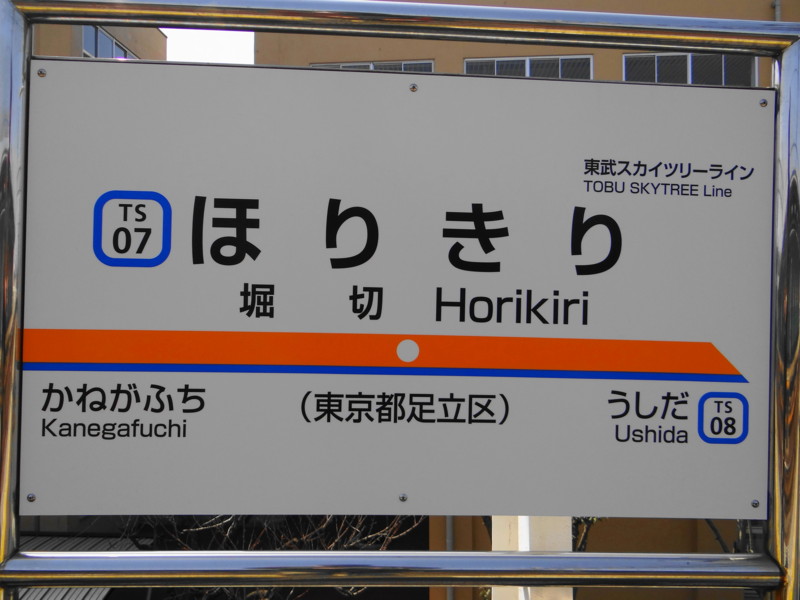 東武スカイツリーライン
TOBU SKYTREE Line
TS
07
ほりきり
堀切 Horikiri
かねがふち
Kanegafuchi
(東京都足立区)
うしだ
Ushida
TS
08